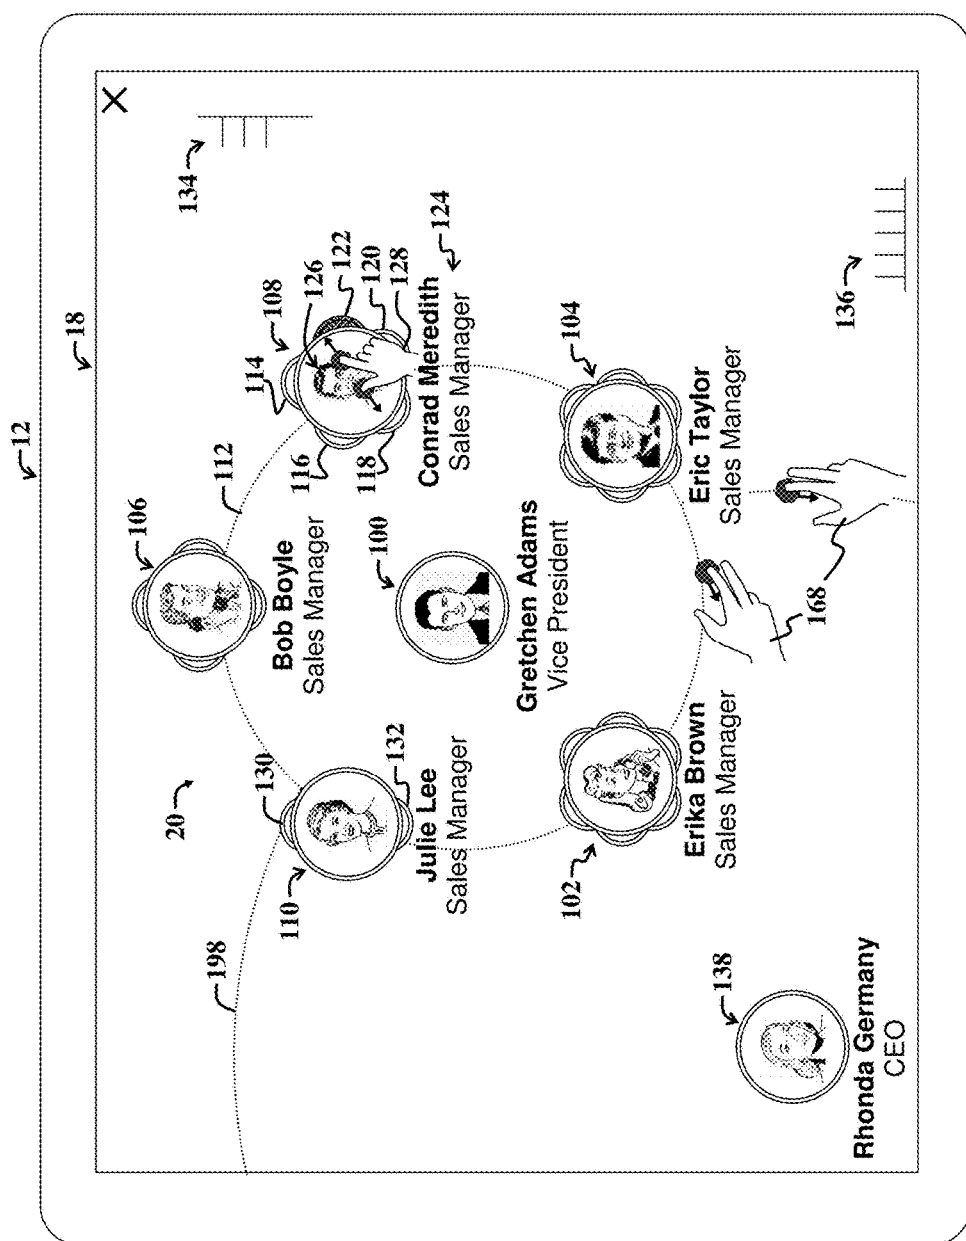 12
18
X
106
20
134
198
112
114
130
108
Bob Boyle
Sales Manager
110
116
126
122
118
120
100
132
128
Julie Lee
Sales Manager
Conrad Meredith
Sales Manager
124
Gretchen Adams
Vice President
102
104
Erika Brown
Sales Manager
Eric Taylor
Sales Manager
138
168
136
Rhonda Germany
CEO